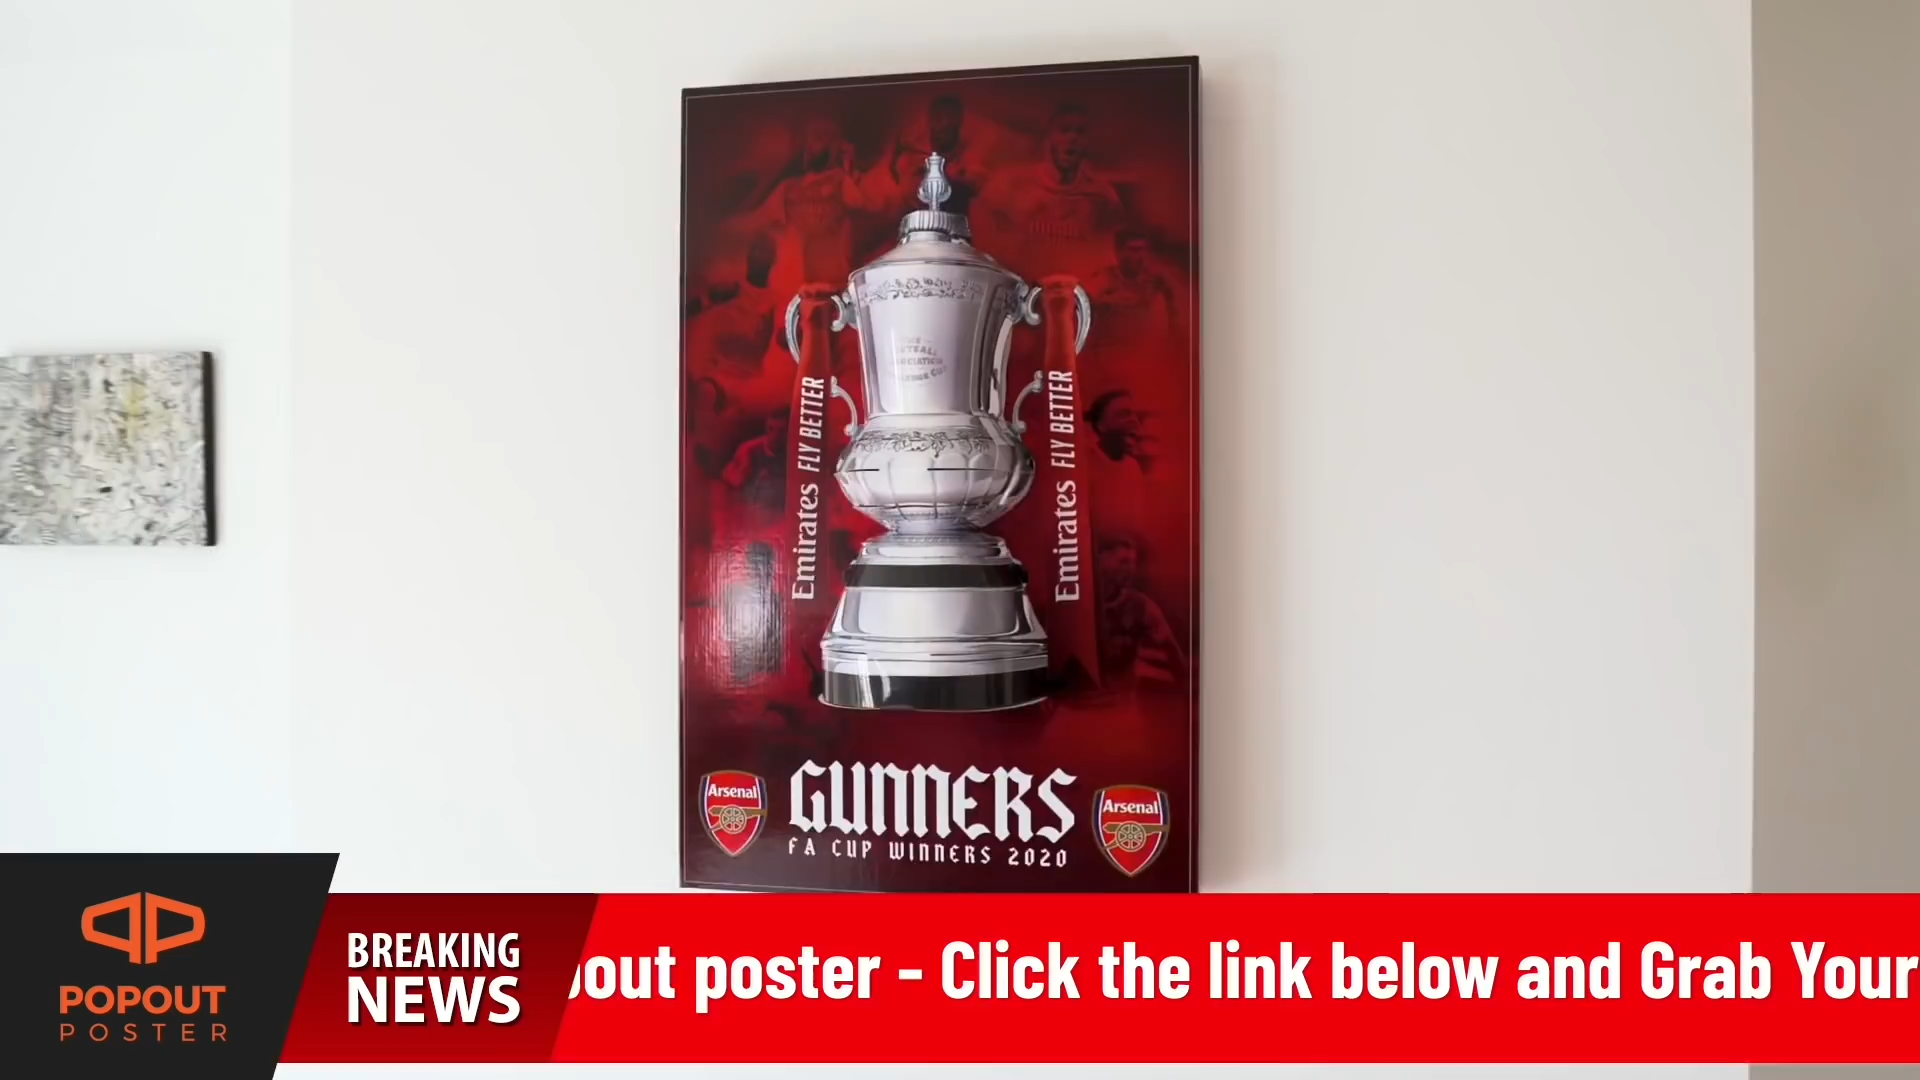 Emirates FLY BETTER
Emirates FLY BETTER
Arsenal
GUNNERS
Arsenal
FA CUP WINNERS 2020
POPOUT
POSTER
BREAKING
NEWS
poster - Click the link below and Grab Your